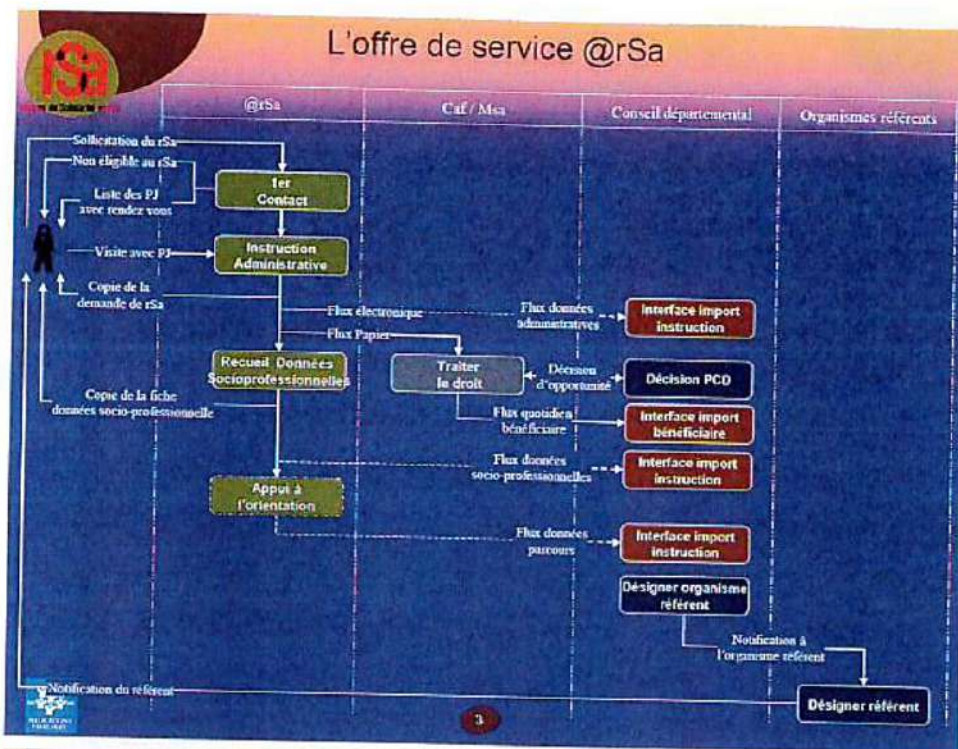 L'offre de service @rSa
rSa
@rSa
Caf / Msa
Conseil départemental
Organismes référents
Sollicitation du rSa
Non éligible au rSa
Liste des PJ
avec rendez vous
1er
Contact
Visite avec PJ
Instruction
Administrative
Copie de la
demande de rSa
Flux électronique
Flux données
administratives
Interface import
instruction
Flux Papier
Recueil Données
Socioprofessionnelles
Traiter
le droit
Décision
d'opportunité
Décision PCD
Copie de la fiche
données socio-professionnelle
Flux quotidien
bénéficiaire
Interface import
bénéficiaire
Flux données
socio-professionnelles
Interface import
instruction
Appui à
l'orientation
Flux données
parcours
Interface import
instruction
Désigner organisme
référent
Notification à
l'organisme référent
Notification du référent
Désigner référent
3